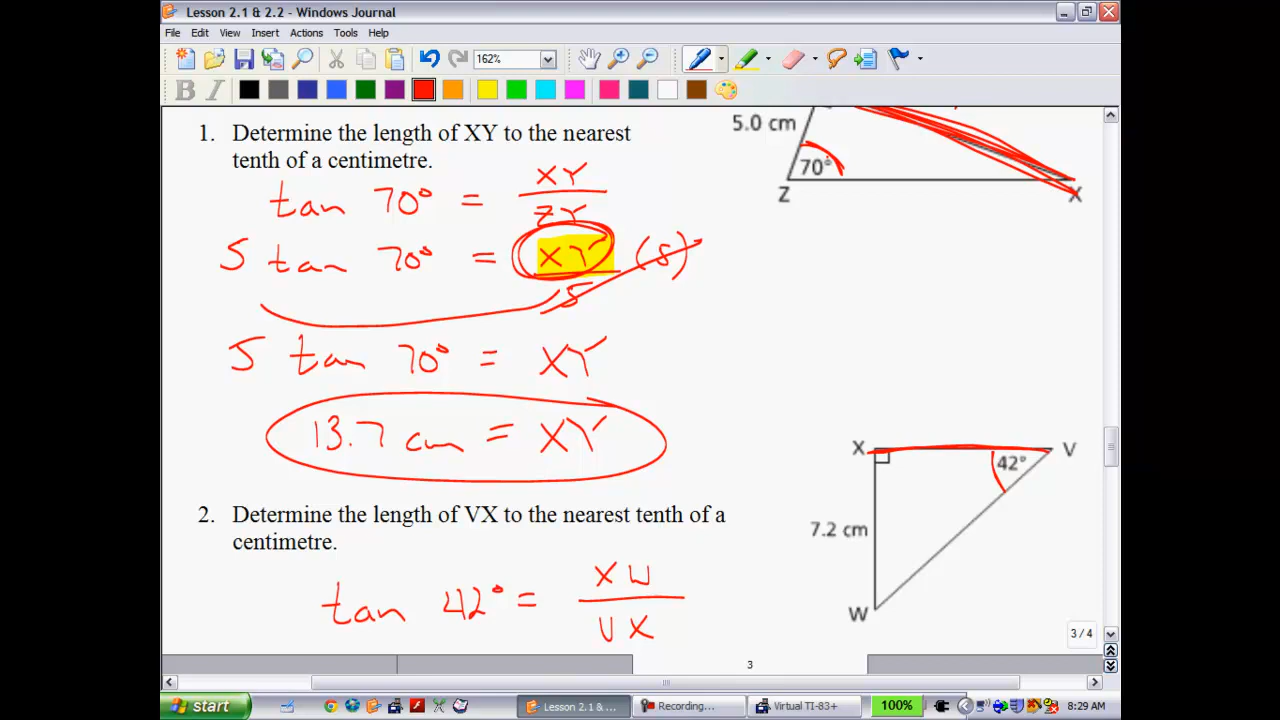 Lesson 2.1 & 2.2 - Windows Journal
File Edit View Insert Actions Tools Help
162%
B I
1. Determine the length of XY to the nearest
tenth of a centimetre.
tan 70° = XY
ZY
5 tan 70° = XY (5)
5
5 tan 70° = XY
13.7 cm = XY
5.0 cm
70°
Z
X
2. Determine the length of VX to the nearest tenth of a
centimetre.
tan 42° = XW
VX
X
V
42°
7.2 cm
W
3/4
3
start
Lesson 2.1 & ...
Recording...
Virtual TI-83+
100%
8:29 AM